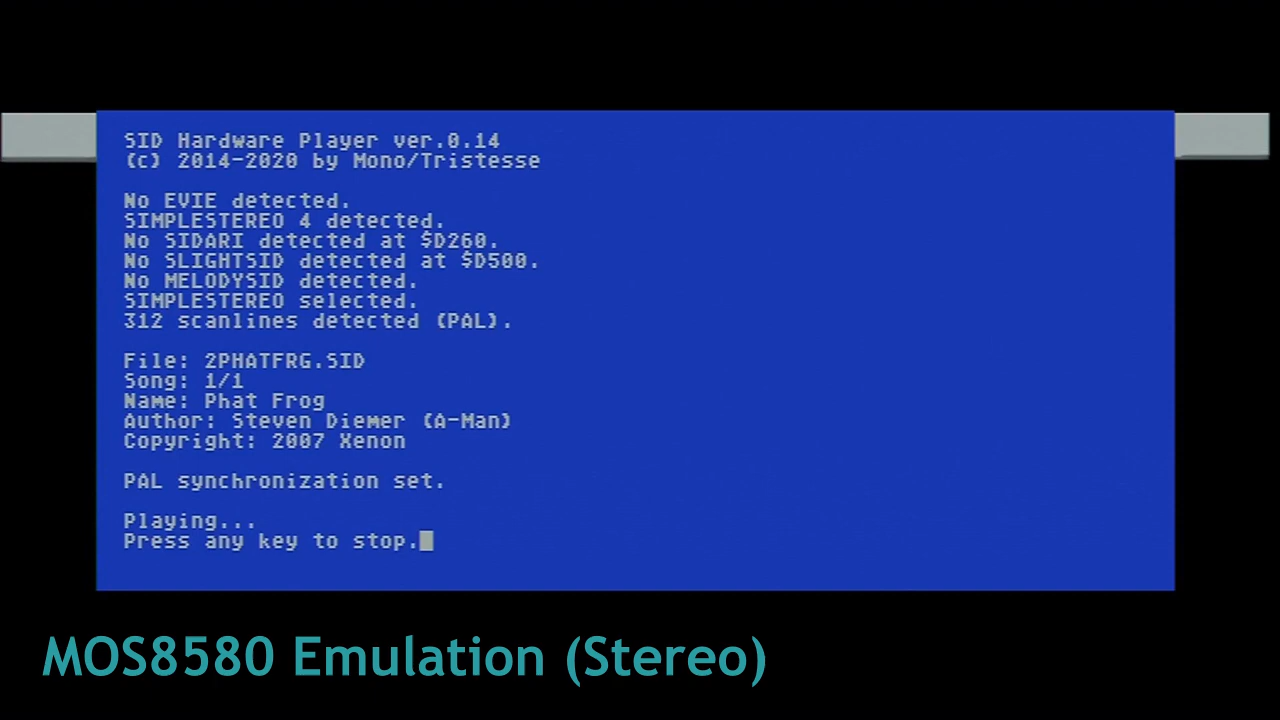 SID Hardware Player ver.0.14
(c) 2014-2020 by Mono/Tristesse
No EVIE detected.
SIMPLESTEREO 4 detected.
No SIDARI detected at $D260.
No SLIGHTSID detected at $D500.
No MELODYSID detected.
SIMPLESTEREO selected.
312 scanlines detected (PAL).
File: 2PHATFRG.SID
Song: 1/1
Name: Phat Frog
Author: Steven Diemer (A-Man)
Copyright: 2007 Xenon
PAL synchronization set.
Playing...
Press any key to stop.
MOS8580 Emulation (Stereo)